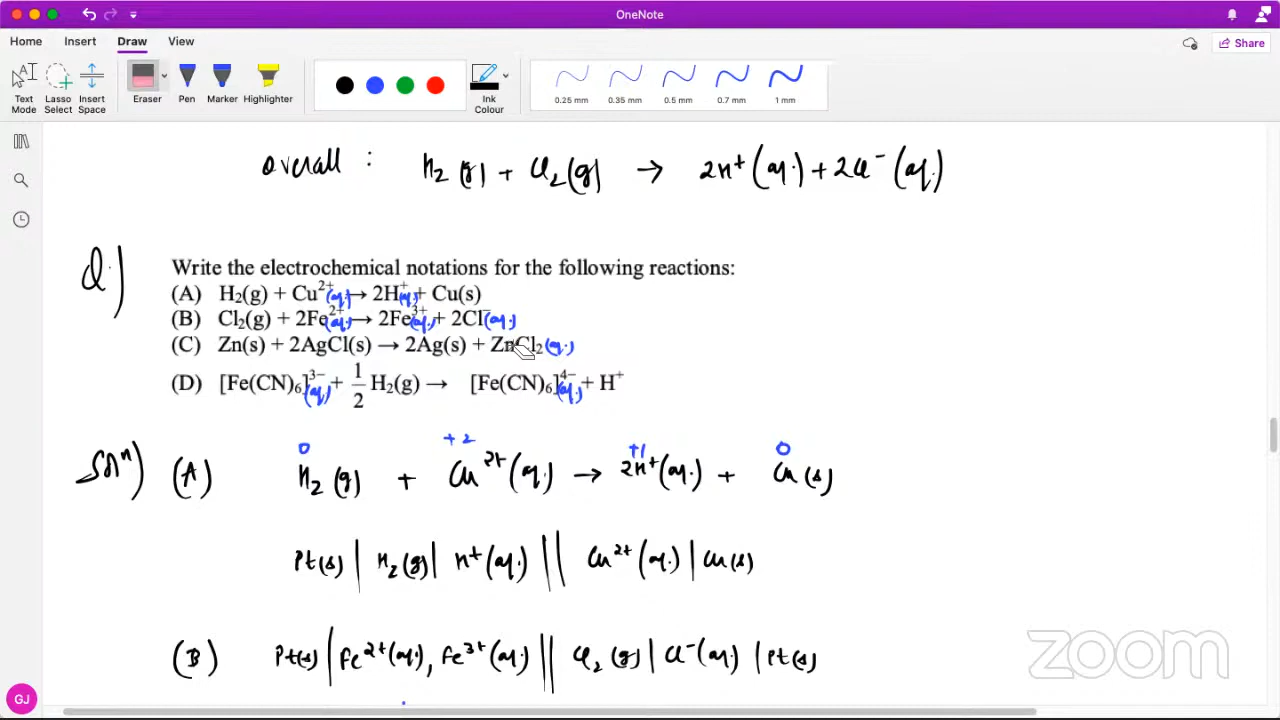 OneNote
Home Insert Draw View
Share
Text Mode Lasso Select Insert Space Eraser Pen Marker Highlighter Ink Colour 0.25 mm 0.35 mm 0.5 mm 0.7 mm 1 mm
overall : H₂(g) + Cl₂(g) → 2H⁺(aq.) + 2Cl⁻(aq.)
Q) Write the electrochemical notations for the following reactions:
(A) H₂(g) + Cu²⁺(aq.) → 2H⁺(aq.) + Cu(s)
(B) Cl₂(g) + 2Fe²⁺(aq.) → 2Fe³⁺(aq.) + 2Cl⁻(aq.)
(C) Zn(s) + 2AgCl(s) → 2Ag(s) + ZnCl₂(aq.)
(D) [Fe(CN)₆]³⁻(aq.) + 1/2 H₂(g) → [Fe(CN)₆]⁴⁻(aq.) + H⁺
0 +2 +1 0
Solⁿ) (A) H₂(g) + Cu²⁺(aq.) → 2H⁺(aq.) + Cu(s)
Pt(s) | H₂(g) | H⁺(aq.) || Cu²⁺(aq.) | Cu(s)
(B) Pt(s) | Fe²⁺(aq.), Fe³⁺(aq.) || Cl₂(g) | Cl⁻(aq.) | Pt(s)
zoom
GJ